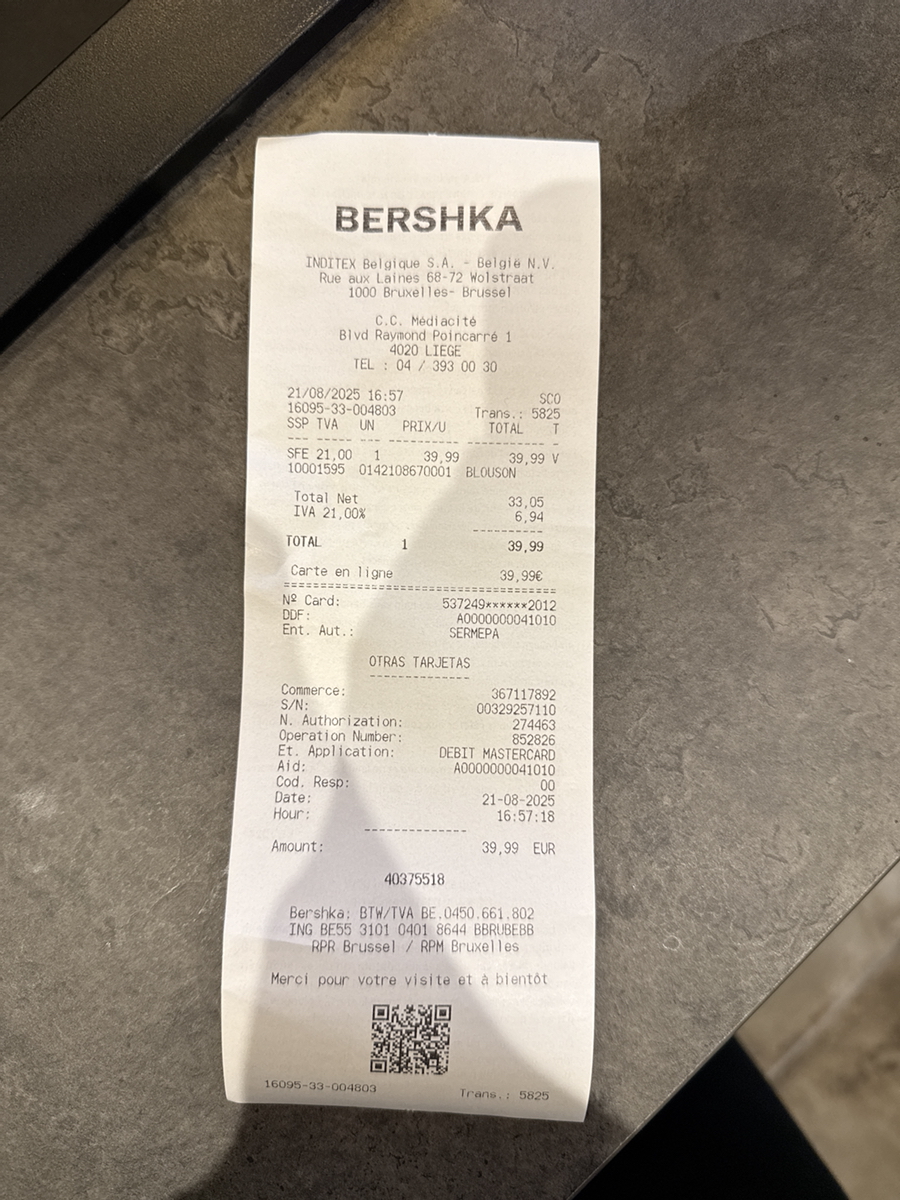 BERSHKA
INDITEX Belgique S.A. - België N.V.
Rue aux Laines 68-72 Wolstraat
1000 Bruxelles- Brussel
C.C. Médiacité
Blvd Raymond Poincarré 1
4020 LIEGE
TEL : 04 / 393 00 30
21/08/2025 16:57 SCO
16095-33-004803 Trans.: 5825
SSP TVA UN PRIX/U TOTAL T
--- ----- --- ---------- ----------- -
SFE 21,00 1 39,99 39,99 V
10001595 0142108670001 BLOUSON
Total Net 33,05
IVA 21,00% 6,94
----------
TOTAL 1 39,99
Carte en ligne 39,99€
======================================
Nº Card: 537249******2012
DDF: A0000000041010
Ent. Aut.: SERMEPA
OTRAS TARJETAS
--------------
Commerce: 367117892
S/N: 00329257110
N. Authorization: 274463
Operation Number: 852826
Et. Application: DEBIT MASTERCARD
Aid: A0000000041010
Cod. Resp: 00
Date: 21-08-2025
Hour: 16:57:18
--------------
Amount: 39,99 EUR
40375518
Bershka; BTW/TVA BE.0450.661.802
ING BE55 3101 0401 8644 BBRUBEBB
RPR Brussel / RPM Bruxelles
Merci pour votre visite et à bientôt
16095-33-004803 Trans.: 5825